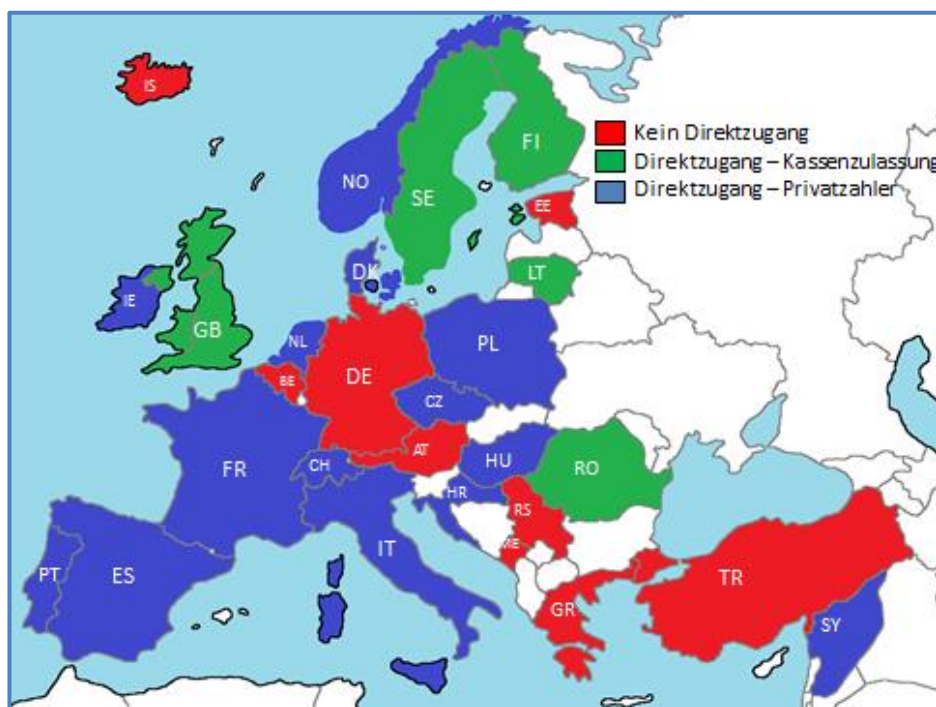 IS
Kein Direktzugang
Direktzugang – Kassenzulassung
Direktzugang – Privatzahler
FI
NO
SE
EE
DK
LT
IE
GB
NL
PL
BE
DE
CZ
AT
FR
CH
HU
RO
HR
RS
IT
ME
PT
ES
TR
GR
SY